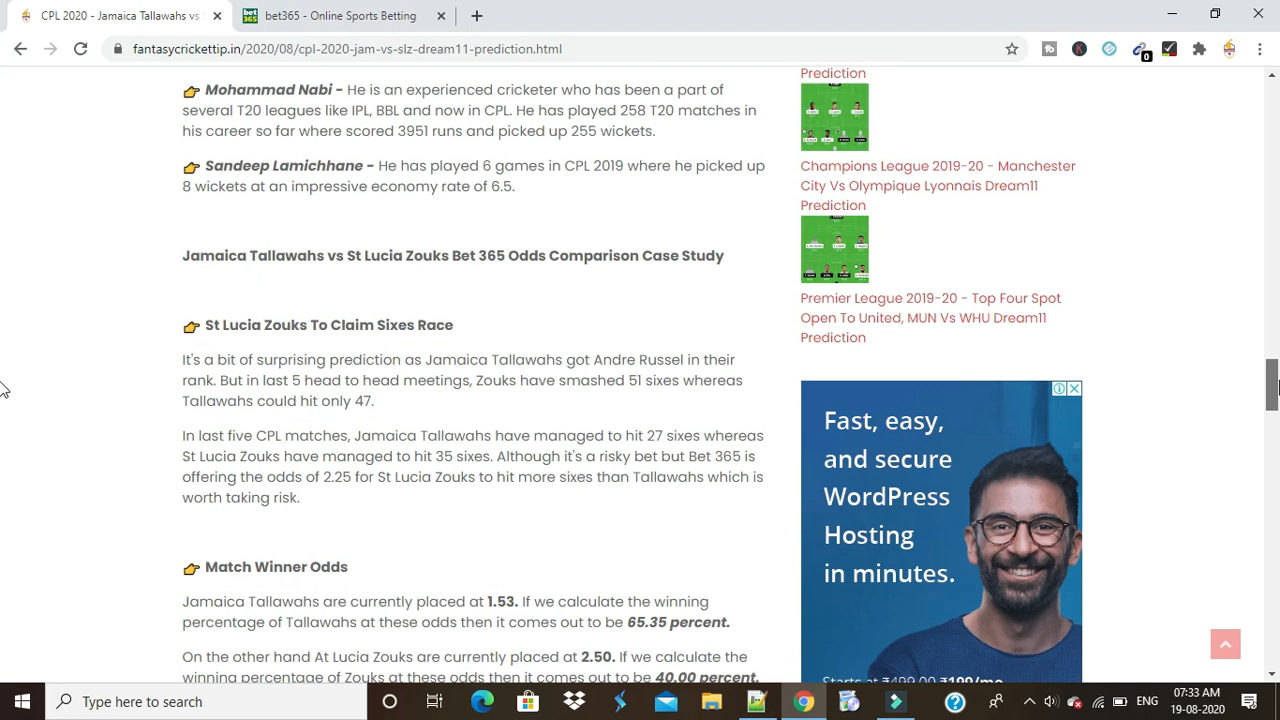 CPL 2020 - Jamaica Tallawahs vs
bet365 - Online Sports Betting
fantasycrickettip.in/2020/08/cpl-2020-jam-vs-slz-dream11-prediction.html
0
Mohammad Nabi - He is an experienced cricketer who has been a part of
several T20 leagues like IPL, BBL and now in CPL. He has played 258 T20 matches in
his career so far where scored 3951 runs and picked up 255 wickets.
Sandeep Lamichhane - He has played 6 games in CPL 2019 where he picked up
8 wickets at an impressive economy rate of 6.5.
Jamaica Tallawahs vs St Lucia Zouks Bet 365 Odds Comparison Case Study
St Lucia Zouks To Claim Sixes Race
It's a bit of surprising prediction as Jamaica Tallawahs got Andre Russel in their
rank. But in last 5 head to head meetings, Zouks have smashed 51 sixes whereas
Tallawahs could hit only 47.
In last five CPL matches, Jamaica Tallawahs have managed to hit 27 sixes whereas
St Lucia Zouks have managed to hit 35 sixes. Although it's a risky bet but Bet 365 is
offering the odds of 2.25 for St Lucia Zouks to hit more sixes than Tallawahs which is
worth taking risk.
Match Winner Odds
Jamaica Tallawahs are currently placed at 1.53. If we calculate the winning
percentage of Tallawahs at these odds then it comes out to be 65.35 percent.
On the other hand At Lucia Zouks are currently placed at 2.50. If we calculate the
winning percentage of Zouks at these odds then it comes out to be 40.00 percent.
Prediction
Champions League 2019-20 - Manchester
City Vs Olympique Lyonnais Dream11
Prediction
Premier League 2019-20 - Top Four Spot
Open To United, MUN Vs WHU Dream11
Prediction
Fast, easy,
and secure
WordPress
Hosting
in minutes.
Starts at ₹499.00 ₹199/mo
Type here to search
ENG
07:33 AM
19-08-2020